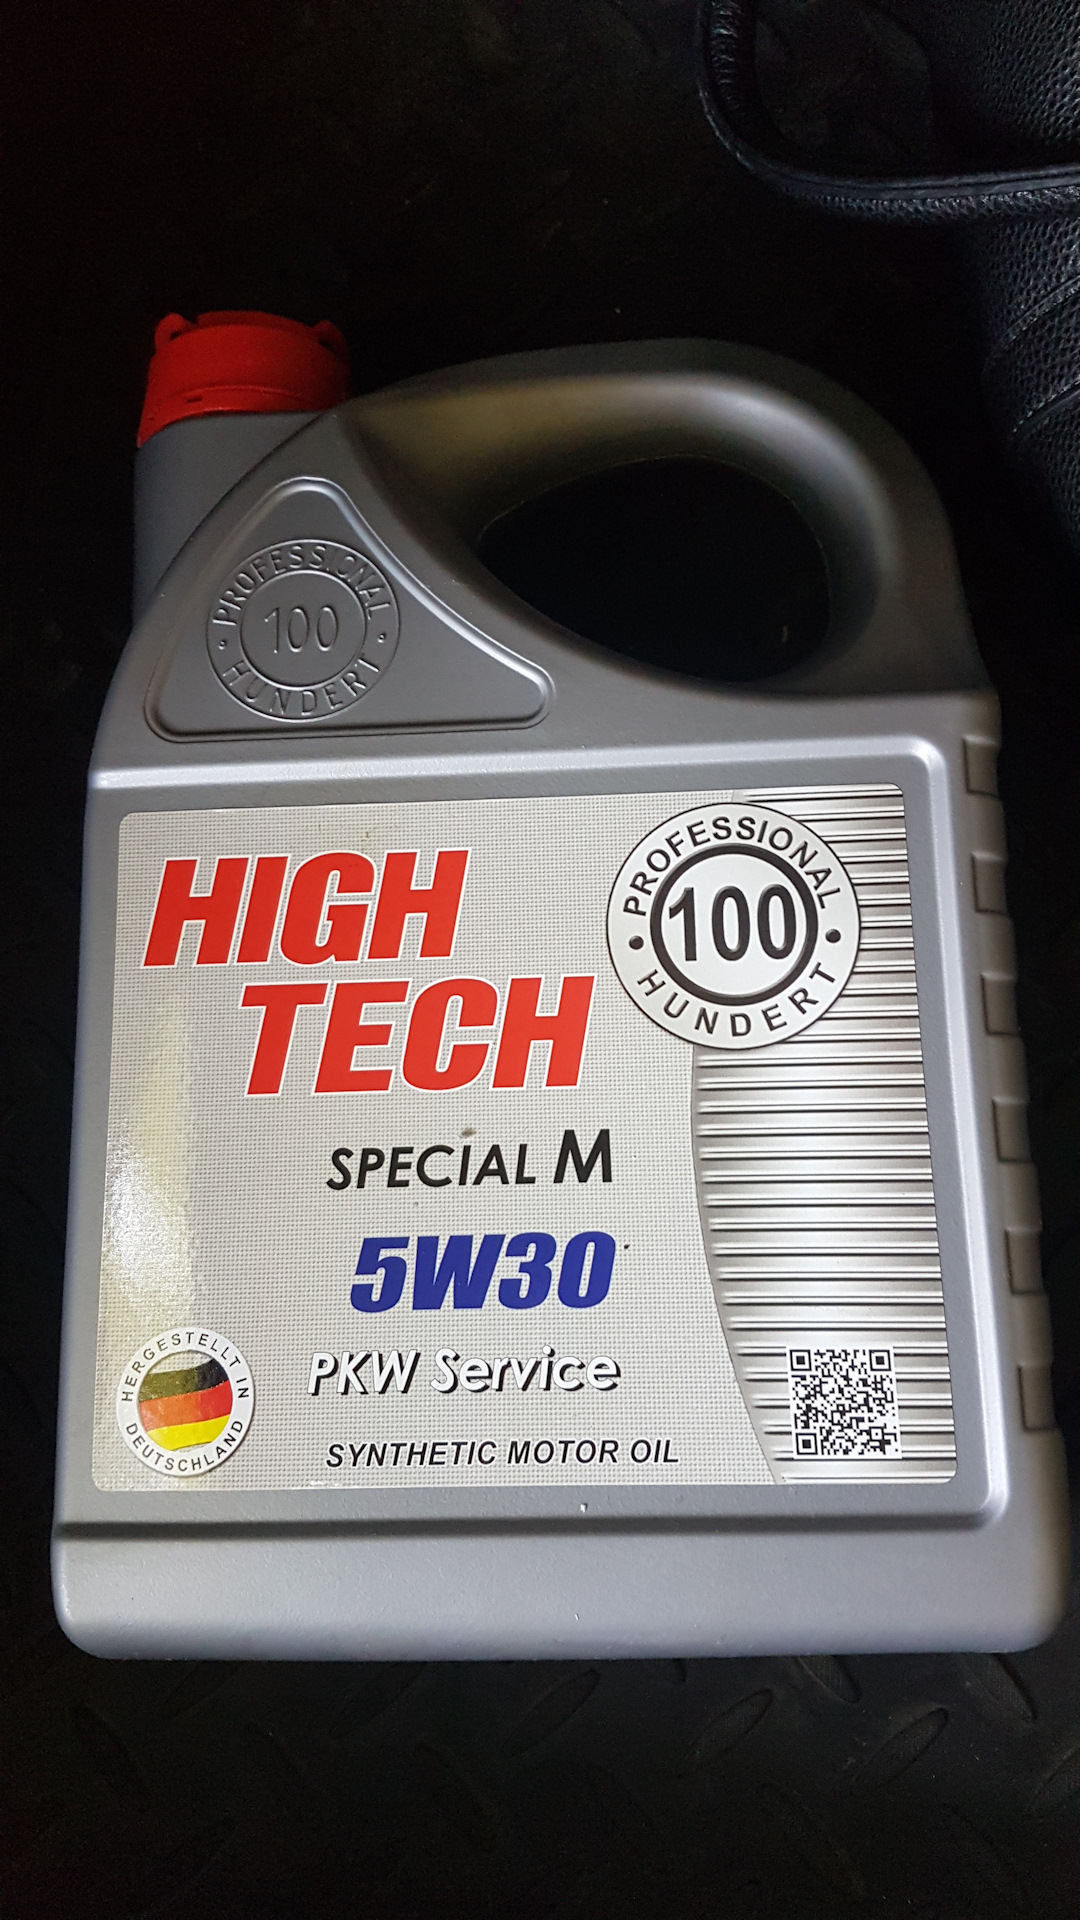 PROFESSIONAL
100
HUNDERT
HIGH
TECH
PROFESSIONAL
100
HUNDERT
SPECIAL M
5W30
PKW Service
SYNTHETIC MOTOR OIL
HERGESTELLT IN
DEUTSCHLAND